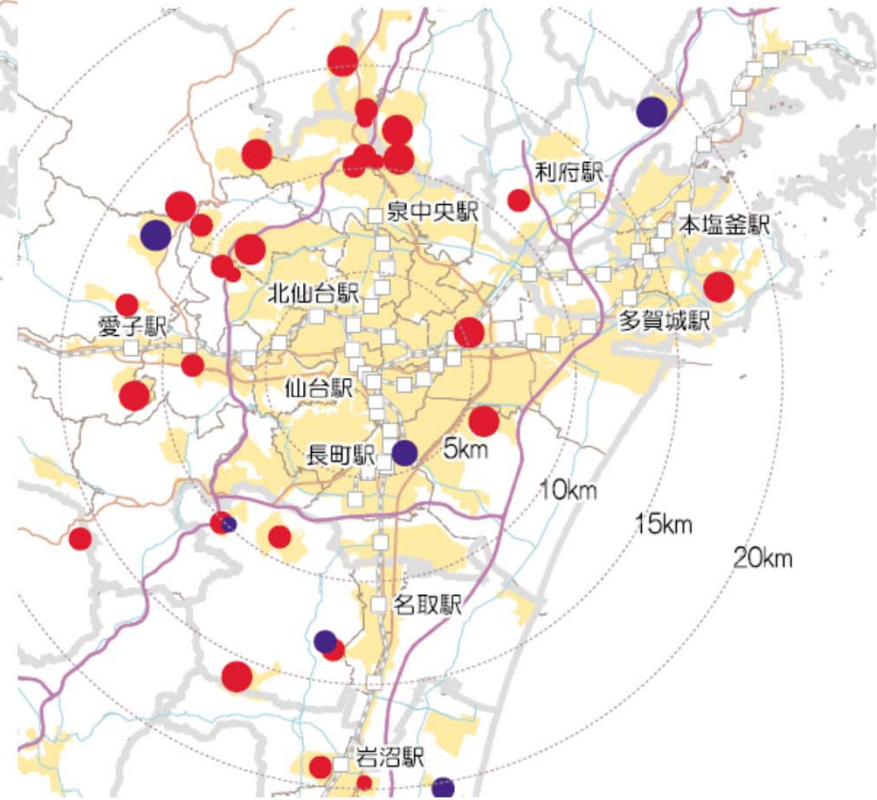 利府駅
泉中央駅
本塩釜駅
北仙台駅
愛子駅
多賀城駅
仙台駅
長町駅
5km
10km
15km
20km
名取駅
岩沼駅